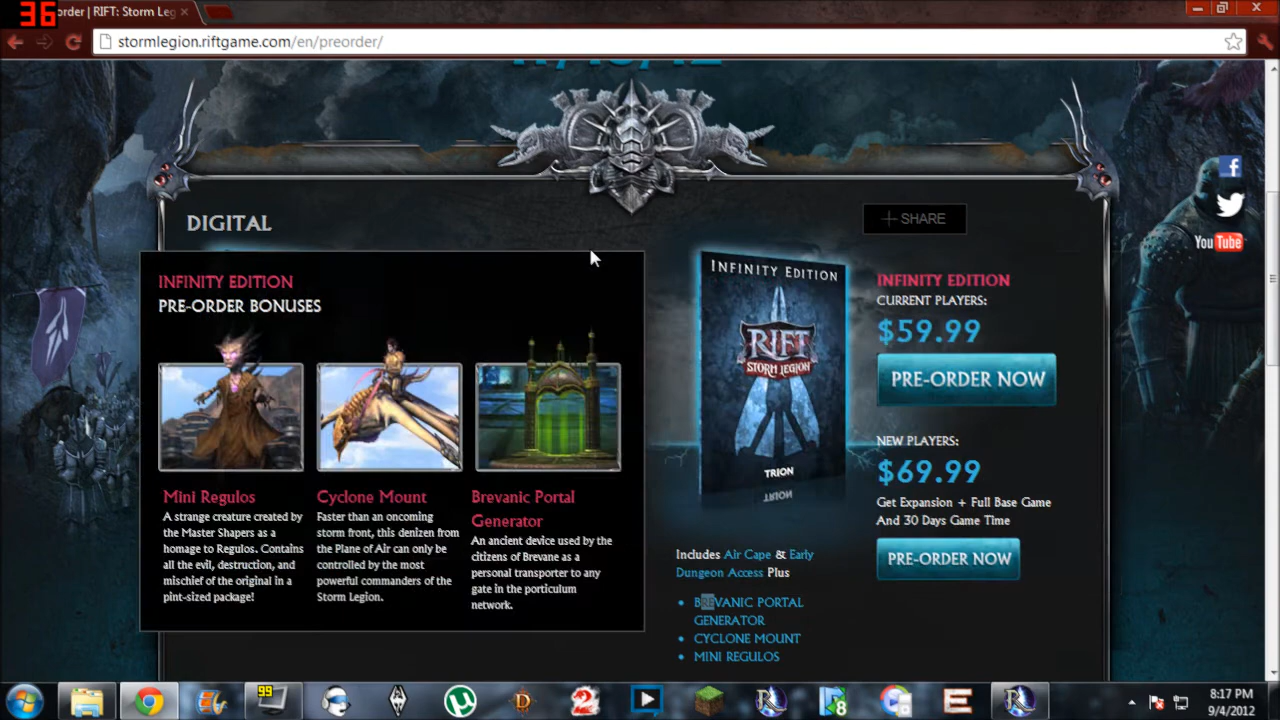 36
order | RIFT: Storm Leg
stormlegion.riftgame.com/en/preorder/
DIGITAL
SHARE
INFINITY EDITION
PRE-ORDER BONUSES
Mini Regulos
A strange creature created by
the Master Shapers as a
homage to Regulos. Contains
all the evil, destruction, and
mischief of the original in a
pint-sized package!
Cyclone Mount
Faster than an oncoming
storm front, this denizen from
the Plane of Air can only be
controlled by the most
powerful commanders of the
Storm Legion.
Brevanic Portal
Generator
An ancient device used by the
citizens of Brevane as a
personal transporter to any
gate in the porticulum
network.
INFINITY EDITION
RIFT
STORM LEGION
TRION
Includes Air Cape & Early
Dungeon Access Plus
• BREVANIC PORTAL
GENERATOR
• CYCLONE MOUNT
• MINI REGULOS
INFINITY EDITION
CURRENT PLAYERS:
$59.99
PRE-ORDER NOW
NEW PLAYERS:
$69.99
Get Expansion + Full Base Game
And 30 Days Game Time
PRE-ORDER NOW
f
You Tube
99
8
8:17 PM
9/4/2012